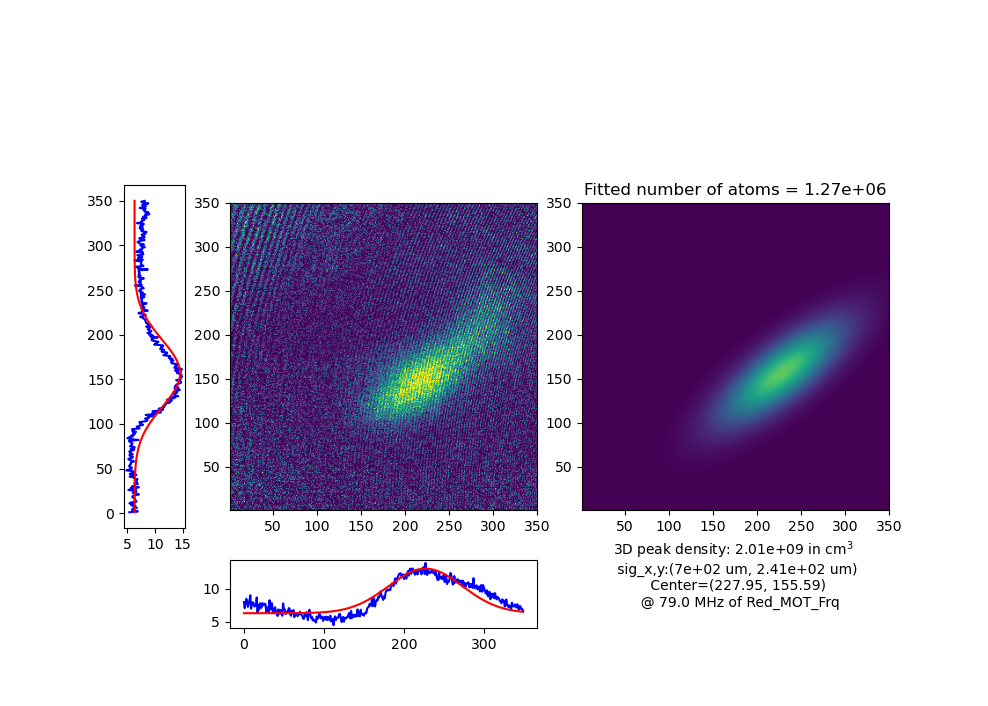 Fitted number of atoms = 1.27e+06
350
300
250
200
150
100
50
0
5 10 15
350
300
250
200
150
100
50
50 100 150 200 250 300 350
350
300
250
200
150
100
50
50 100 150 200 250 300 350
3D peak density: 2.01e+09 in cm³
sig_x,y:(7e+02 um, 2.41e+02 um)
Center=(227.95, 155.59)
@ 79.0 MHz of Red_MOT_Frq
10
5
0 100 200 300